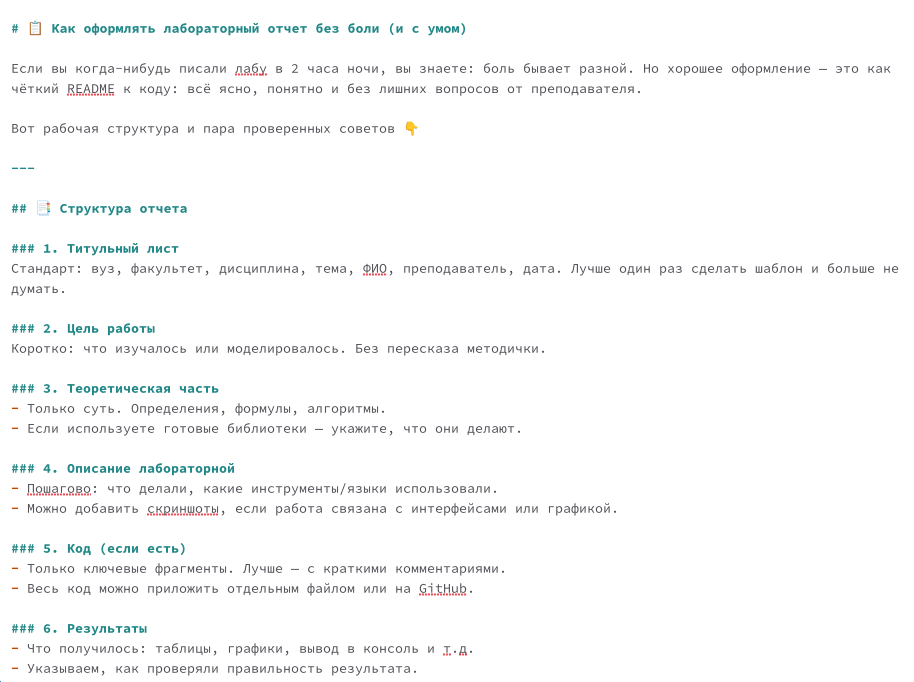 # 📋 Как оформлять лабораторный отчет без боли (и с умом)
Если вы когда-нибудь писали лабу в 2 часа ночи, вы знаете: боль бывает разной. Но хорошее оформление — это как
чёткий README к коду: всё ясно, понятно и без лишних вопросов от преподавателя.
Вот рабочая структура и пара проверенных советов 👇
---
## 📑 Структура отчета
### 1. Титульный лист
Стандарт: вуз, факультет, дисциплина, тема, ФИО, преподаватель, дата. Лучше один раз сделать шаблон и больше не
думать.
### 2. Цель работы
Коротко: что изучалось или моделировалось. Без пересказа методички.
### 3. Теоретическая часть
- Только суть. Определения, формулы, алгоритмы.
- Если используете готовые библиотеки — укажите, что они делают.
### 4. Описание лабораторной
- Пошагово: что делали, какие инструменты/языки использовали.
- Можно добавить скриншоты, если работа связана с интерфейсами или графикой.
### 5. Код (если есть)
- Только ключевые фрагменты. Лучше — с краткими комментариями.
- Весь код можно приложить отдельным файлом или на GitHub.
### 6. Результаты
- Что получилось: таблицы, графики, вывод в консоль и т.д.
- Указываем, как проверяли правильность результата.